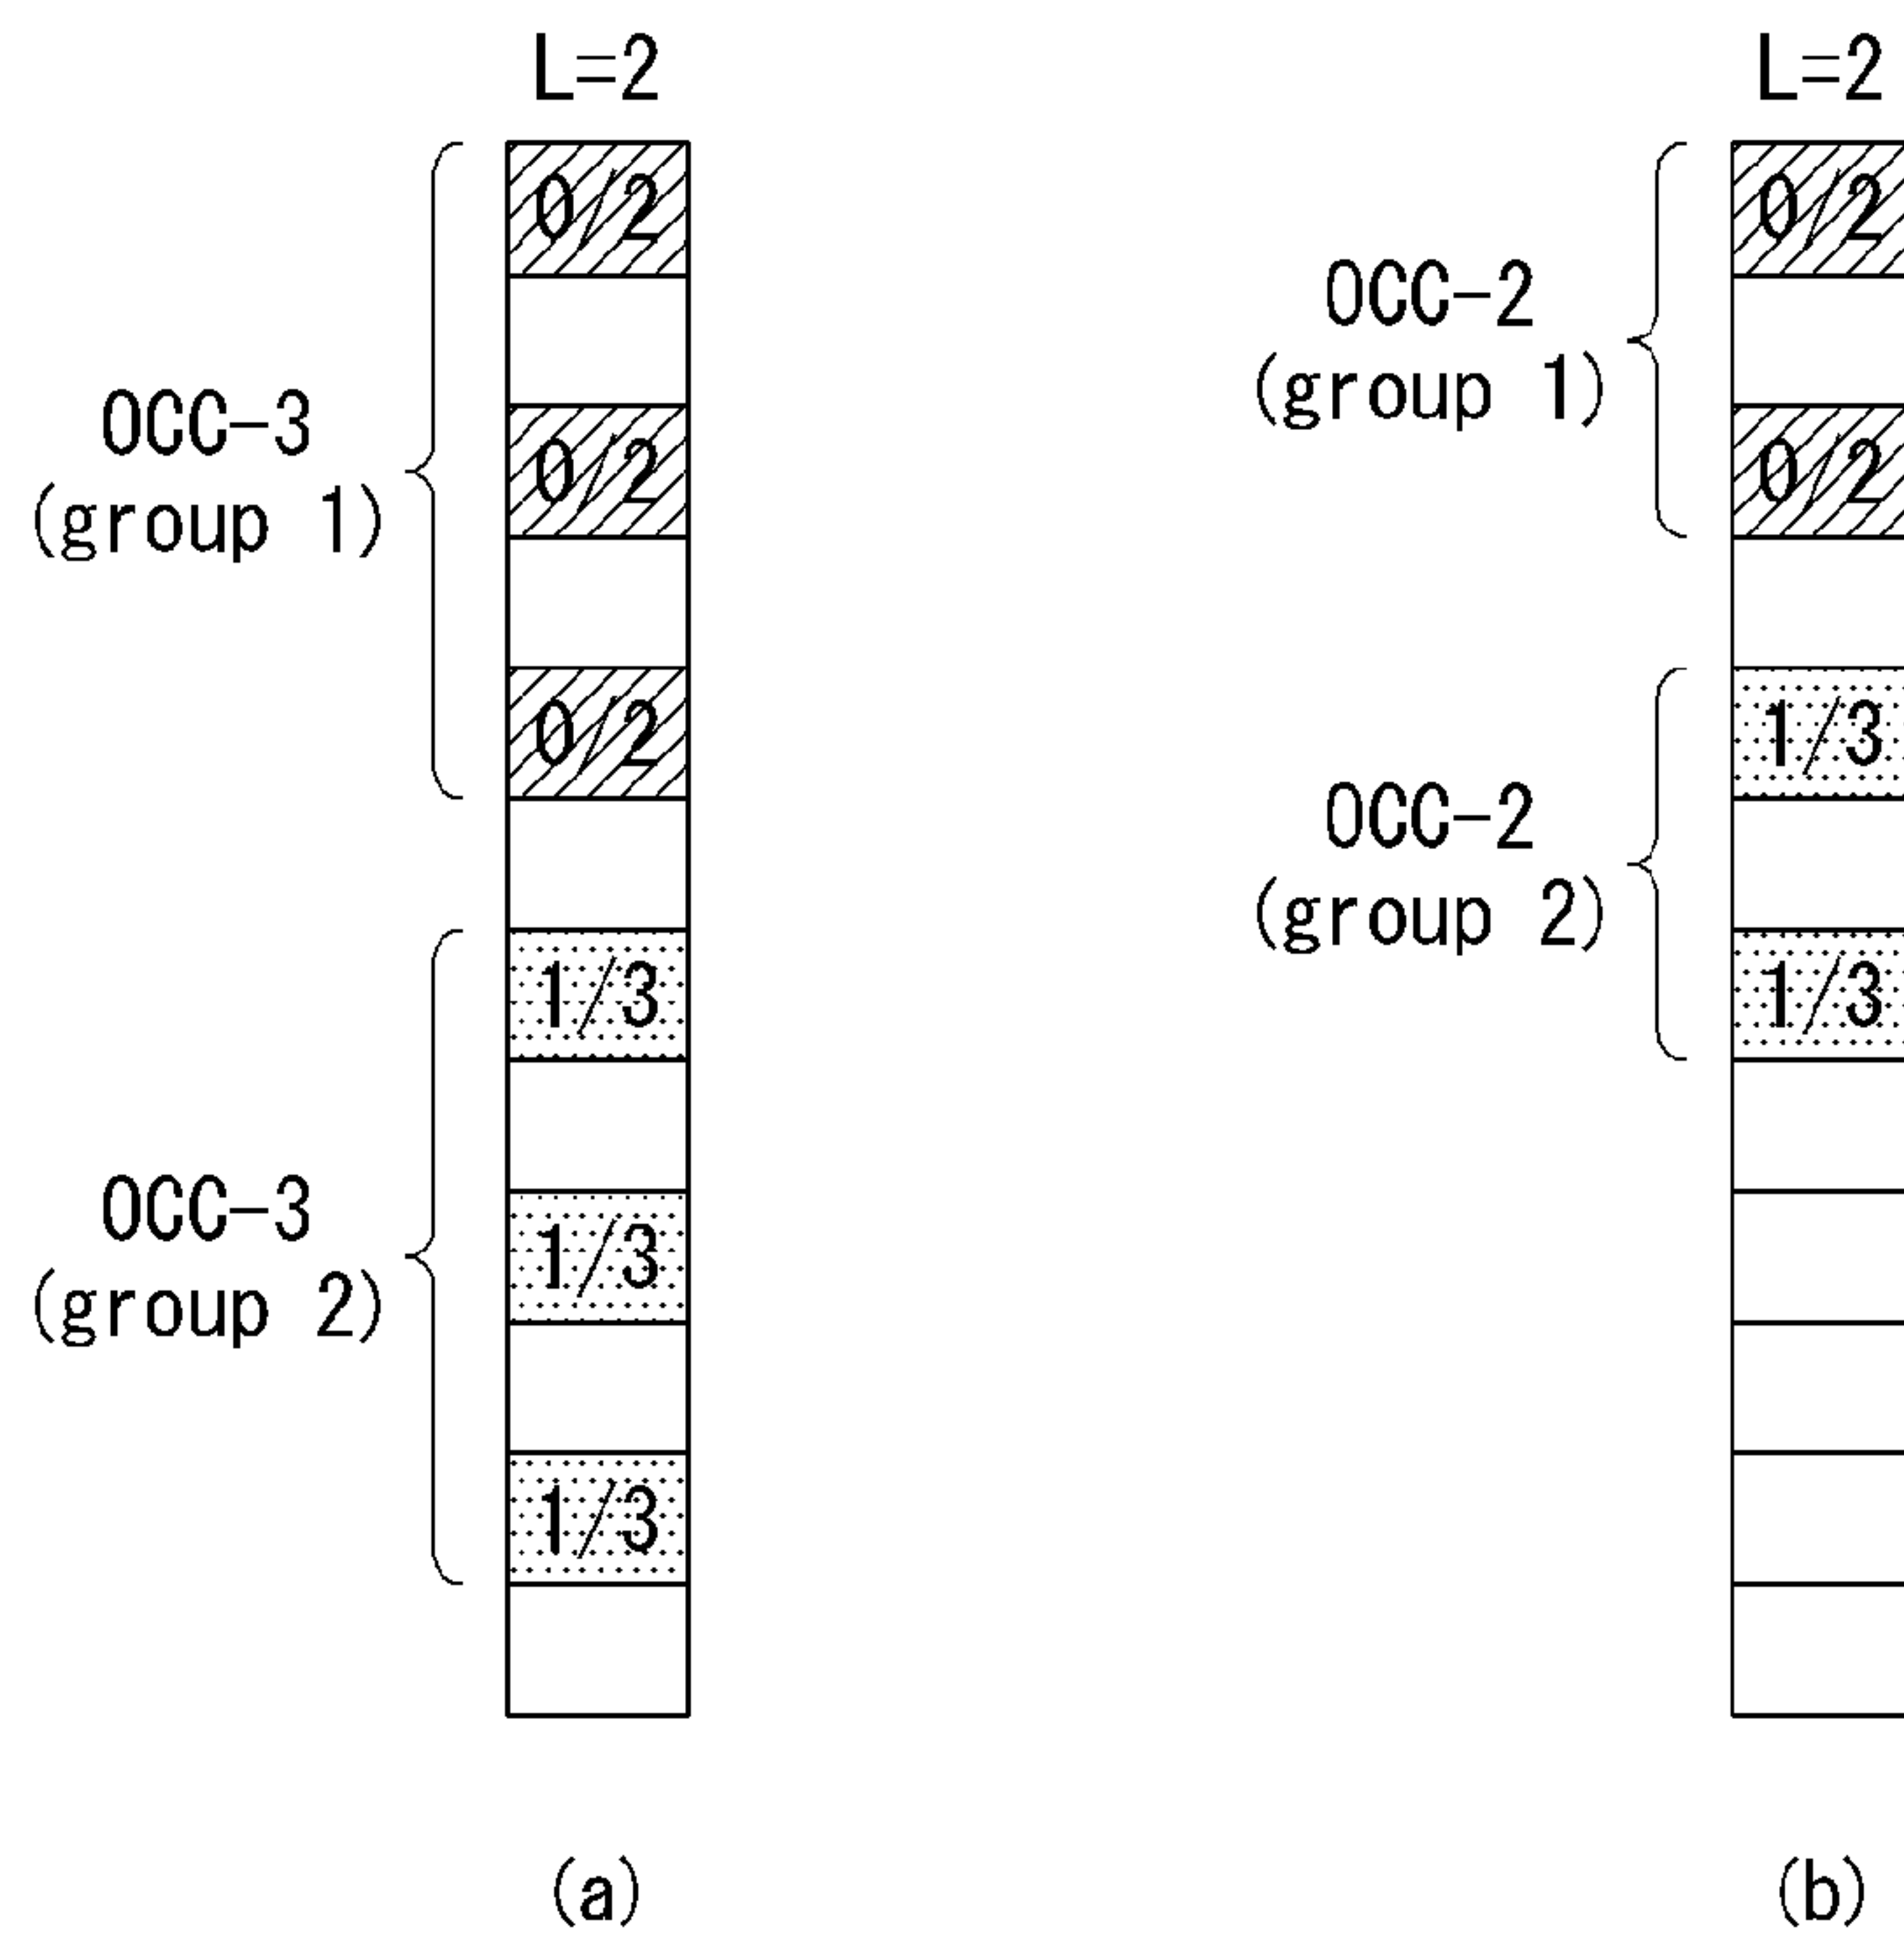 L=2
0/2
0/2
OCC-3
(group 1)
0/2
1/3
OCC-3
(group 2)
1/3
1/3
(a)
L=2
0/2
OCC-2
(group 1)
0/2
1/3
OCC-2
(group 2)
1/3
(b)